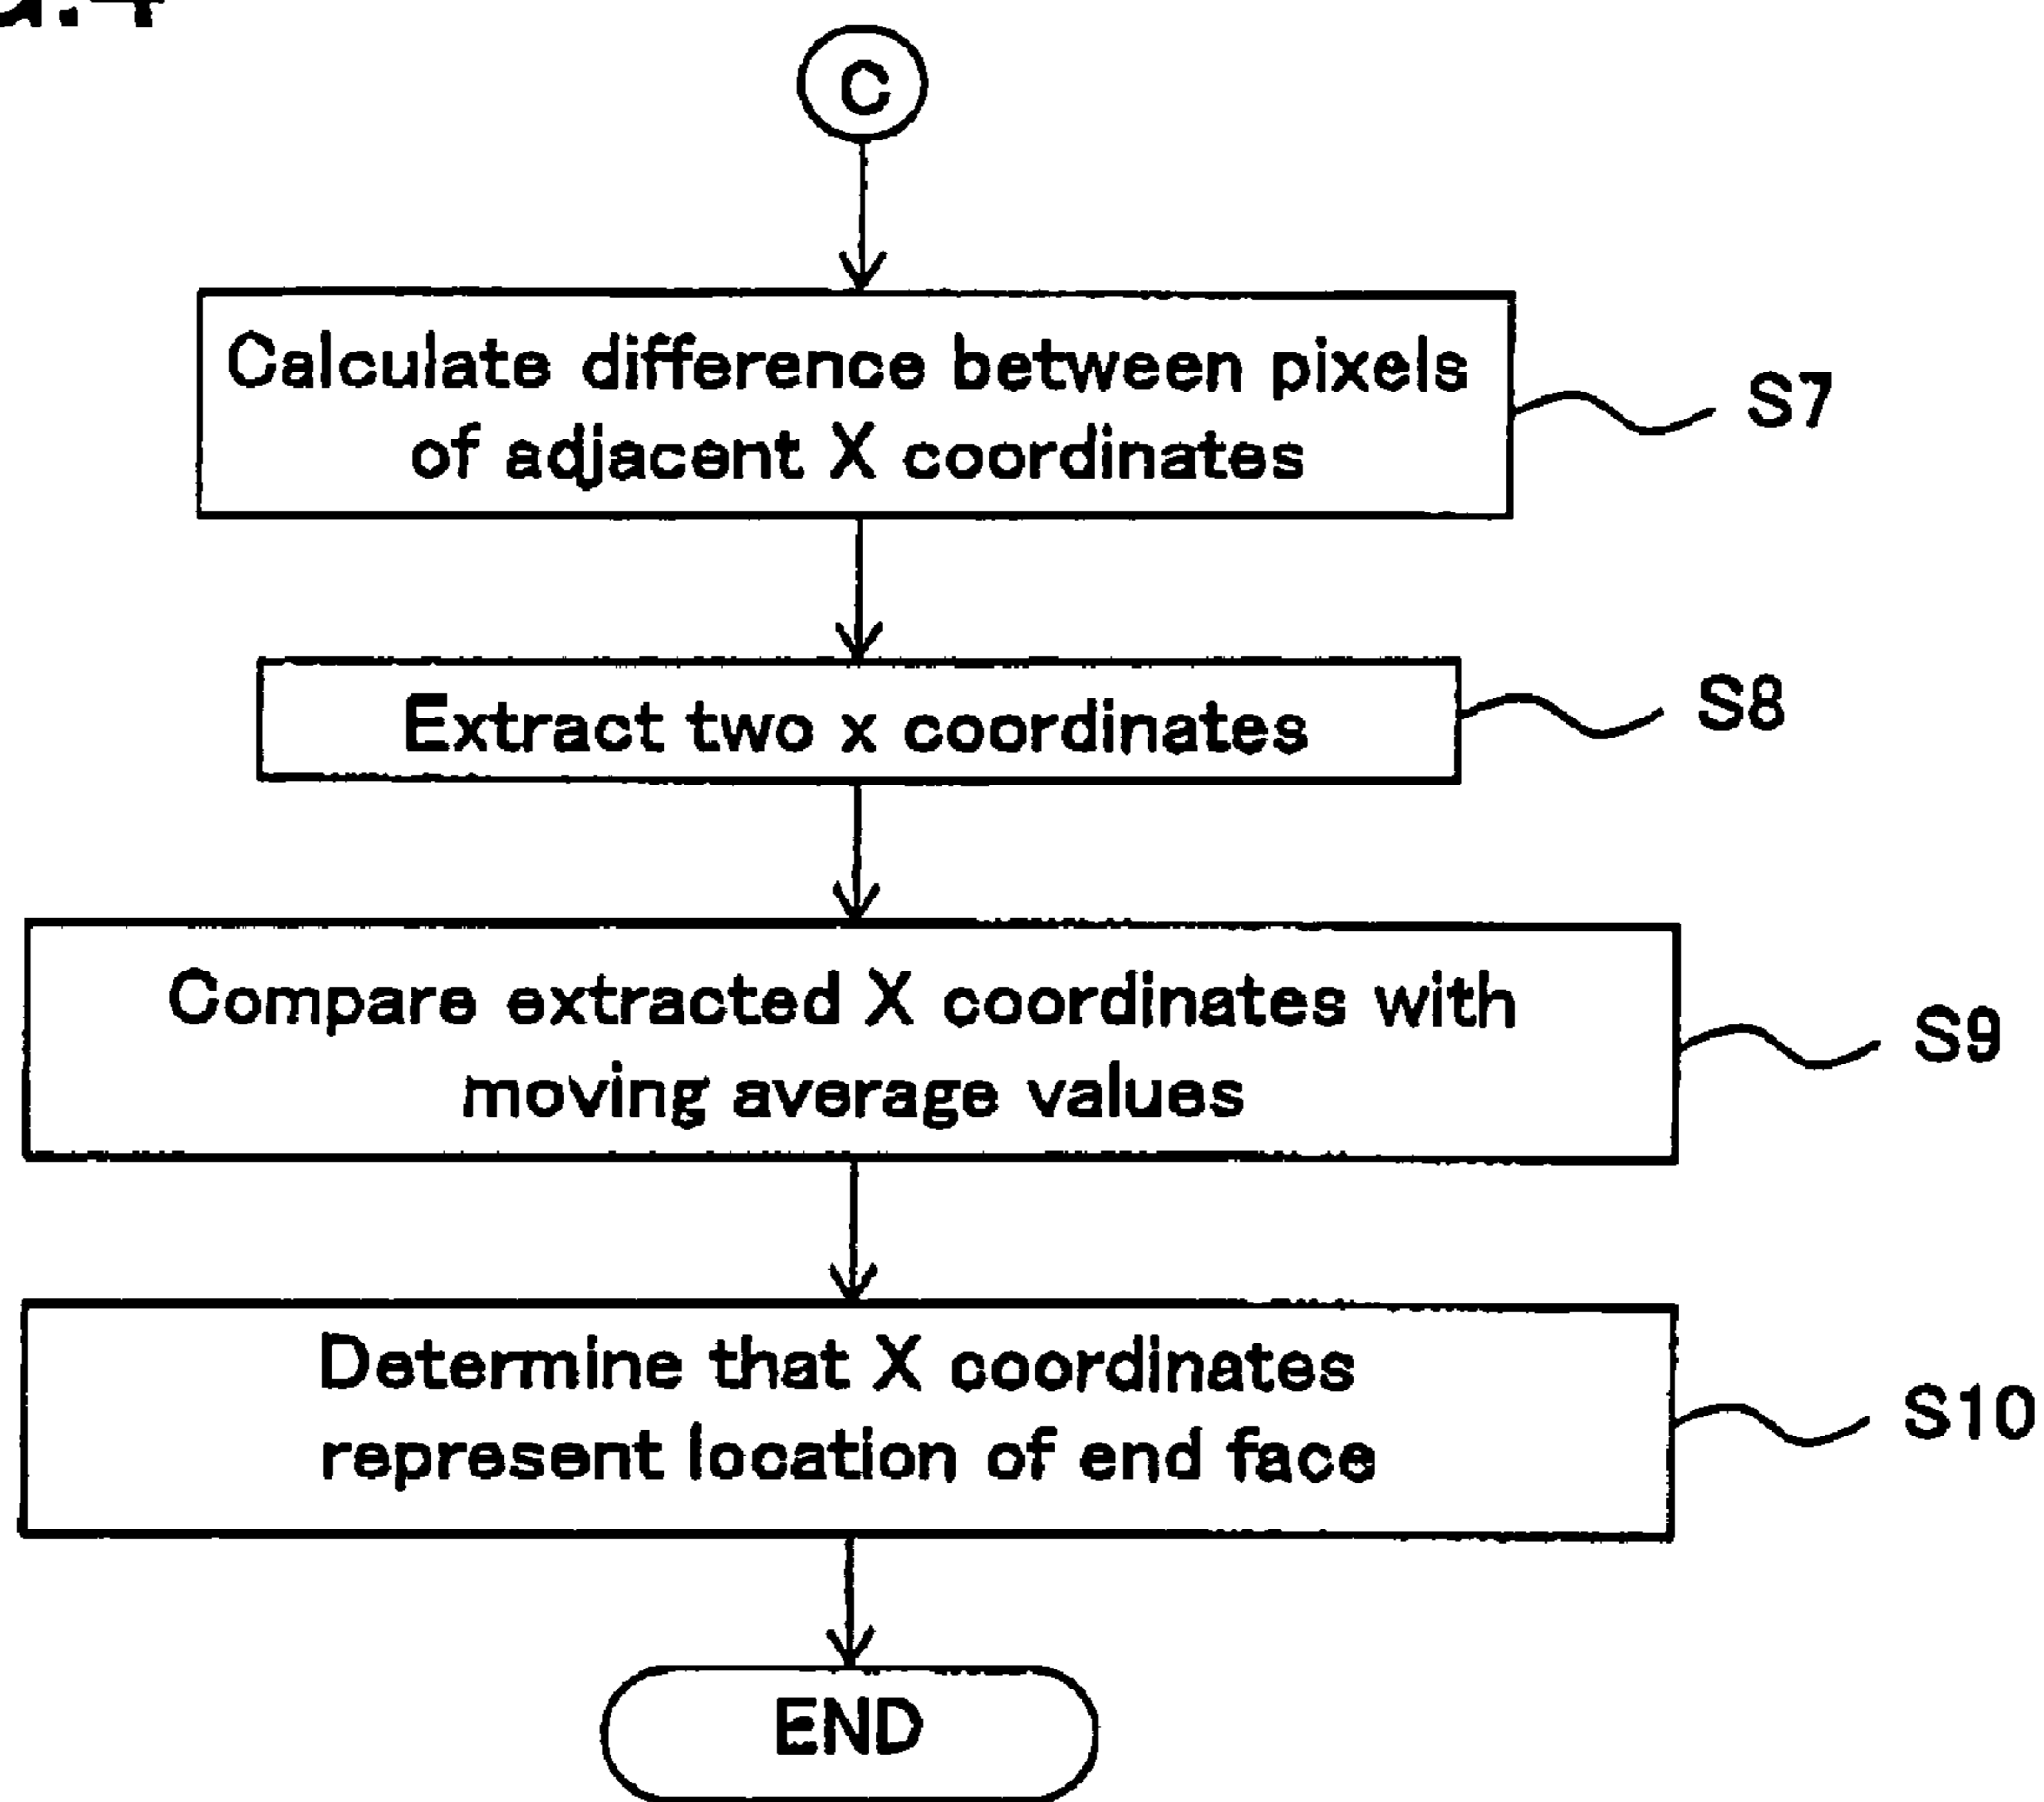 C
Calculate difference between pixels
of adjacent X coordinates
S7
Extract two x coordinates
S8
Compare extracted X coordinates with
moving average values
S9
Determine that X coordinates
represent location of end face
S10
END